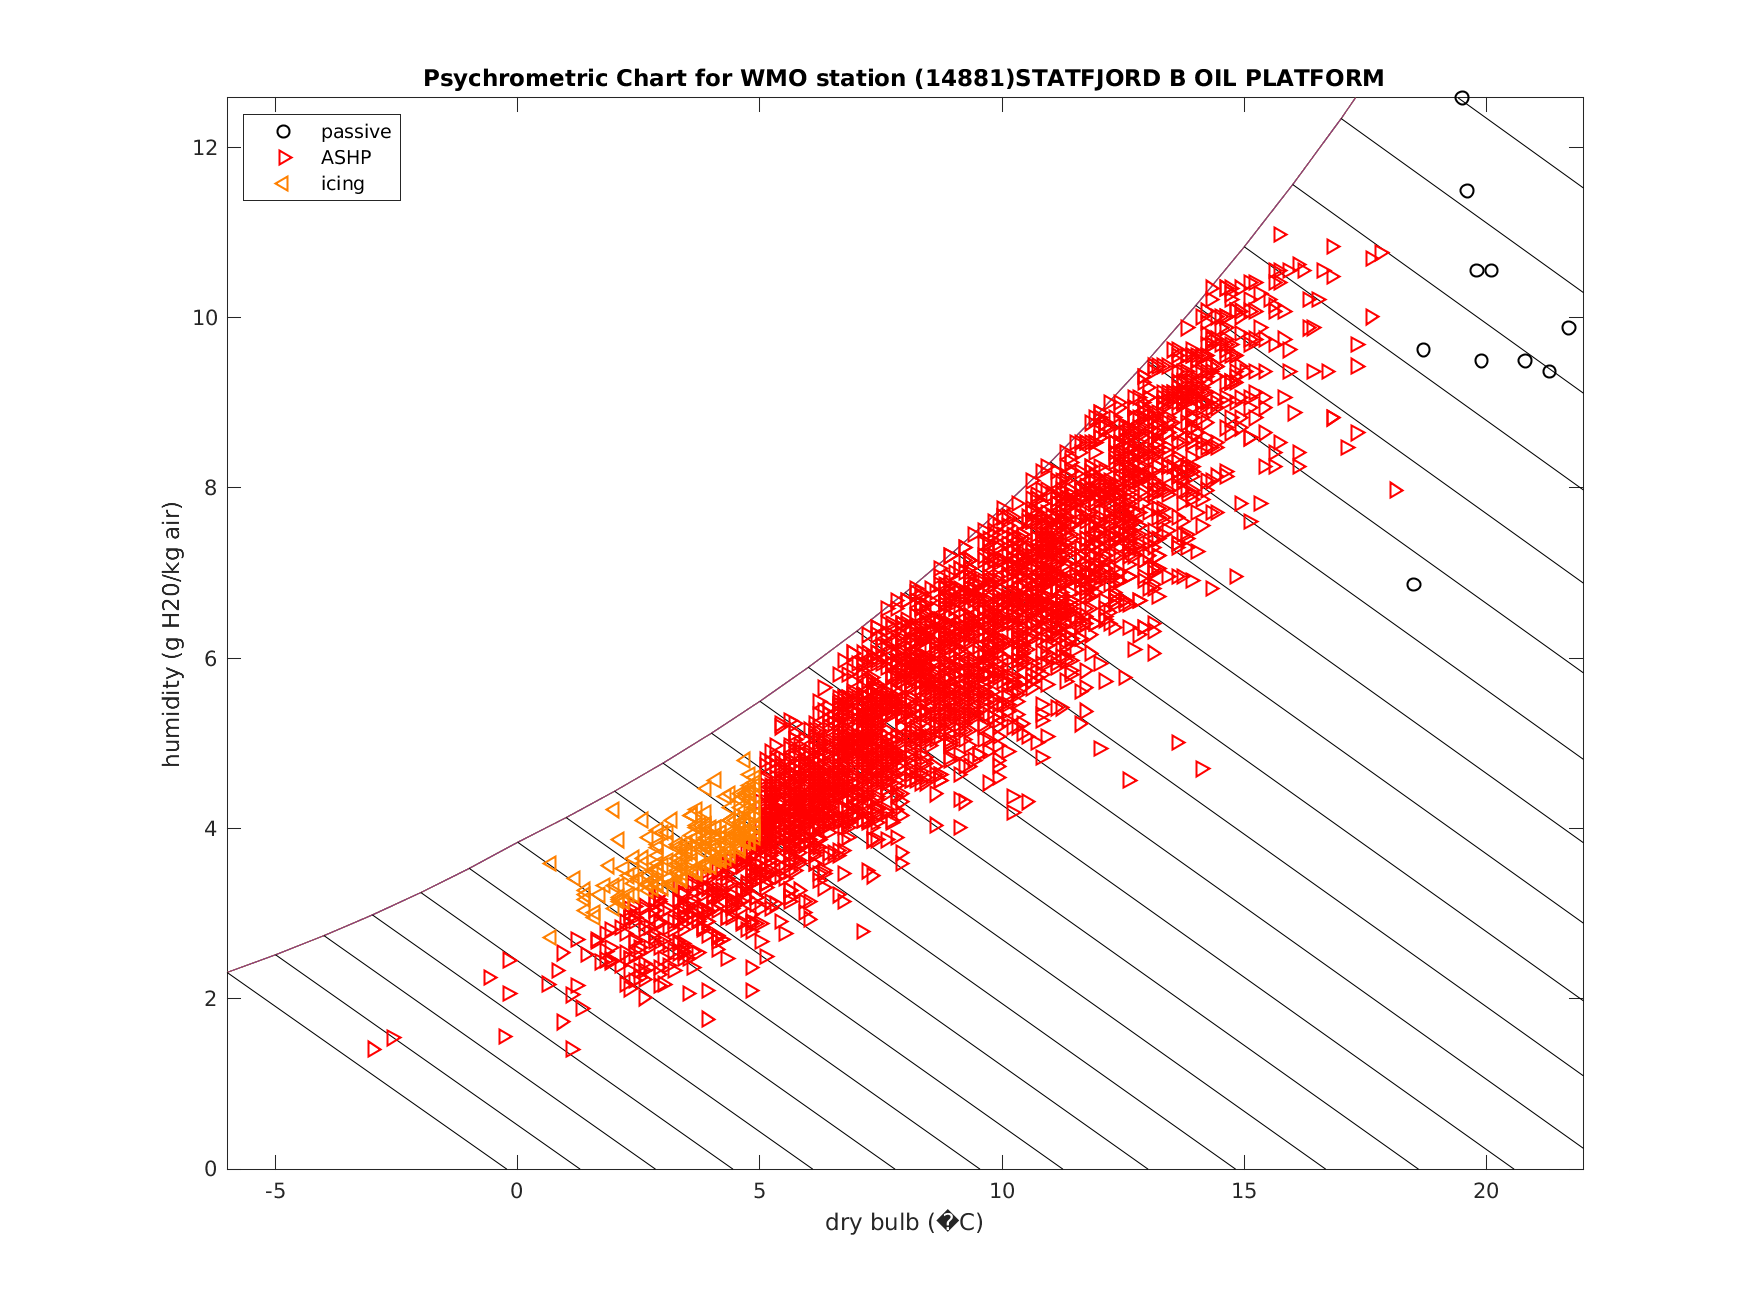 Psychrometric Chart for WMO station (14881)STATFJORD B OIL PLATFORM
passive
ASHP
icing
humidity (g H20/kg air)
12
10
8
6
4
2
0
-5
0
5
10
15
20
dry bulb (�C)